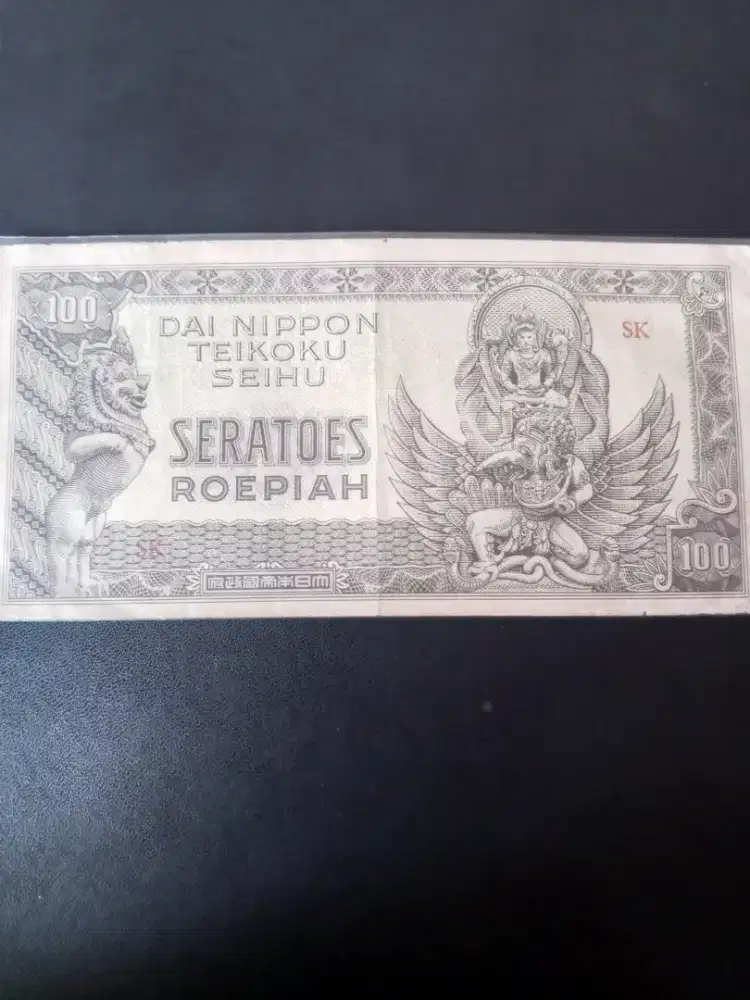 100
DAI NIPPON
TEIKOKU
SEIHU
SK
SERATOES
ROEPIAH
SK
府政國帝本日大
100